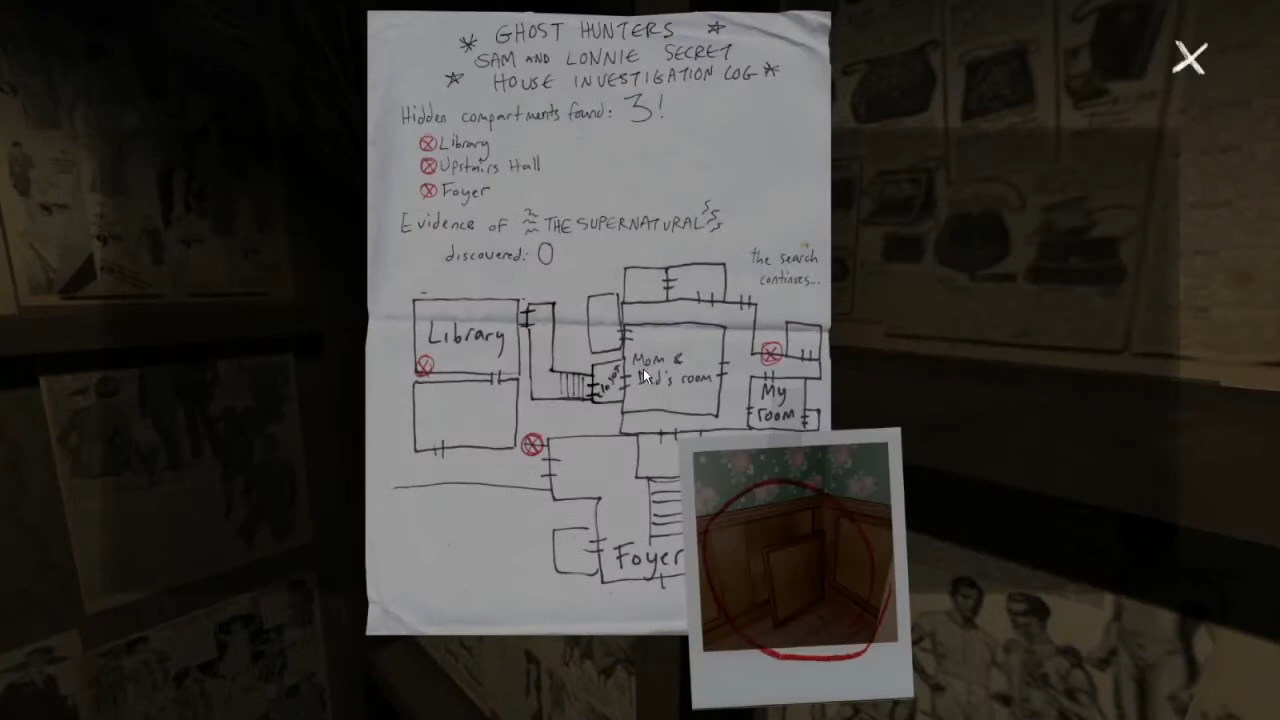 GHOST HUNTERS
SAM AND LONNIE SECRET
HOUSE INVESTIGATION LOG
Hidden compartments found: 3!
Library
Upstairs Hall
Foyer
Evidence of THE SUPERNATURAL
discovered: 0
the search
continues...
Library
Mom &
Dad's room
My
room
Foyer